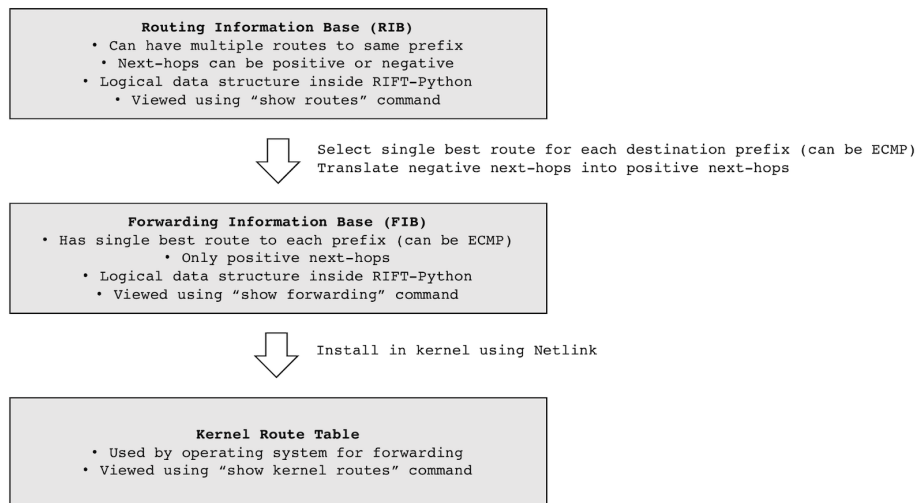 Routing Information Base (RIB)
• Can have multiple routes to same prefix
• Next-hops can be positive or negative
• Logical data structure inside RIFT-Python
• Viewed using “show routes” command
Select single best route for each destination prefix (can be ECMP)
Translate negative next-hops into positive next-hops
Forwarding Information Base (FIB)
• Has single best route to each prefix (can be ECMP)
• Only positive next-hops
• Logical data structure inside RIFT-Python
• Viewed using “show forwarding” command
Install in kernel using Netlink
Kernel Route Table
• Used by operating system for forwarding
• Viewed using “show kernel routes” command